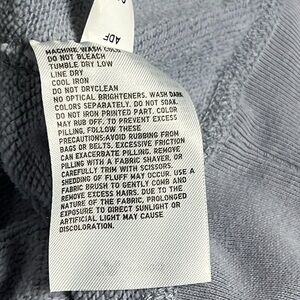 ADF
MACHINE WASH COLD
DO NOT BLEACH
TUMBLE DRY LOW
LINE DRY
COOL IRON
DO NOT DRYCLEAN
NO OPTICAL BRIGHTENERS. WASH DARK
COLORS SEPARATELY. DO NOT SOAK.
DO NOT IRON PRINTED PART. COLOR
MAY RUB OFF. TO PREVENT EXCESS
PILLING, FOLLOW THESE
PRECAUTIONS:AVOID RUBBING FROM
BAGS OR BELTS. EXCESSIVE FRICTION
CAN EXACERBATE PILLING. REMOVE
PILLING WITH A FABRIC SHAVER, OR
CAREFULLY TRIM WITH SCISSORS.
SHEDDING OF FLUFF MAY OCCUR. USE A
FABRIC BRUSH TO GENTLY COMB AND
REMOVE EXCESS HAIRS. DUE TO THE
NATURE OF THE FABRIC, PROLONGED
EXPOSURE TO DIRECT SUNLIGHT OR
ARTIFICIAL LIGHT MAY CAUSE
DISCOLORATION.